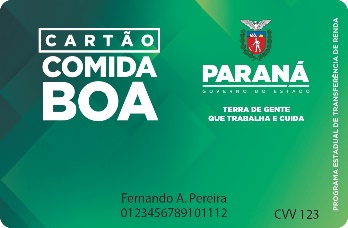 CARTÃO
COMIDA
BOA
PARANÁ
GOVERNO DO ESTADO
TERRA DE GENTE
QUE TRABALHA E CUIDA
PROGRAMA ESTADUAL DE TRANSFERÊNCIA DE RENDA
Fernando A. Pereira
0123456789101112
CVV 123